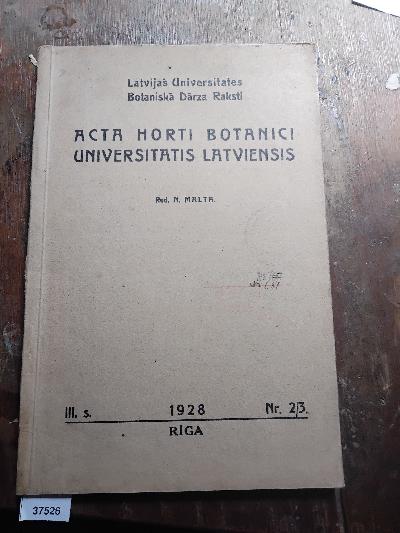 Latvijas Universitates
Botaniskā Dārza Raksti
ACTA HORTI BOTANICI
UNIVERSITATIS LATVIENSIS
Red. N. MALTA.
III. s. 1928 Nr. 2/3.
RĪGA
37526